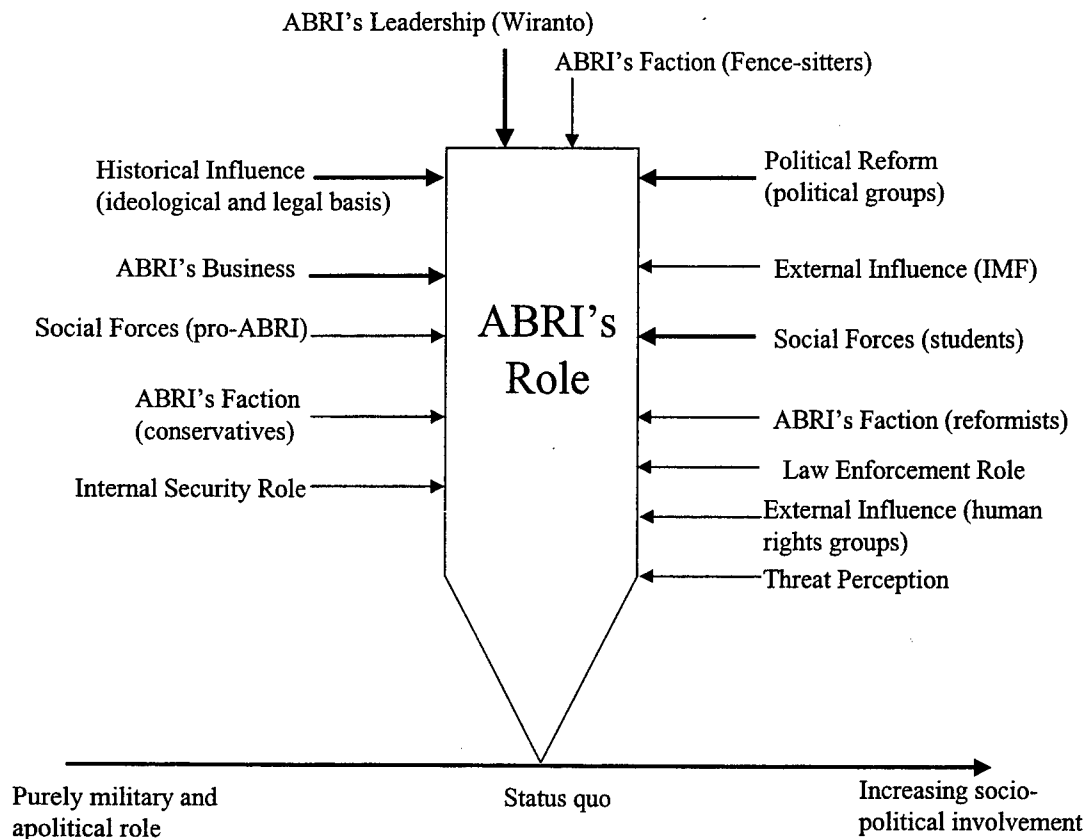 ABRI's Leadership (Wiranto)
ABRI's Faction (Fence-sitters)
Historical Influence
(ideological and legal basis)
ABRI's Business
Social Forces (pro-ABRI)
ABRI's Faction
(conservatives)
Internal Security Role
ABRI's
Role
Political Reform
(political groups)
External Influence (IMF)
Social Forces (students)
ABRI's Faction (reformists)
Law Enforcement Role
External Influence (human
rights groups)
Threat Perception
Purely military and
apolitical role
Status quo
Increasing socio-
political involvement